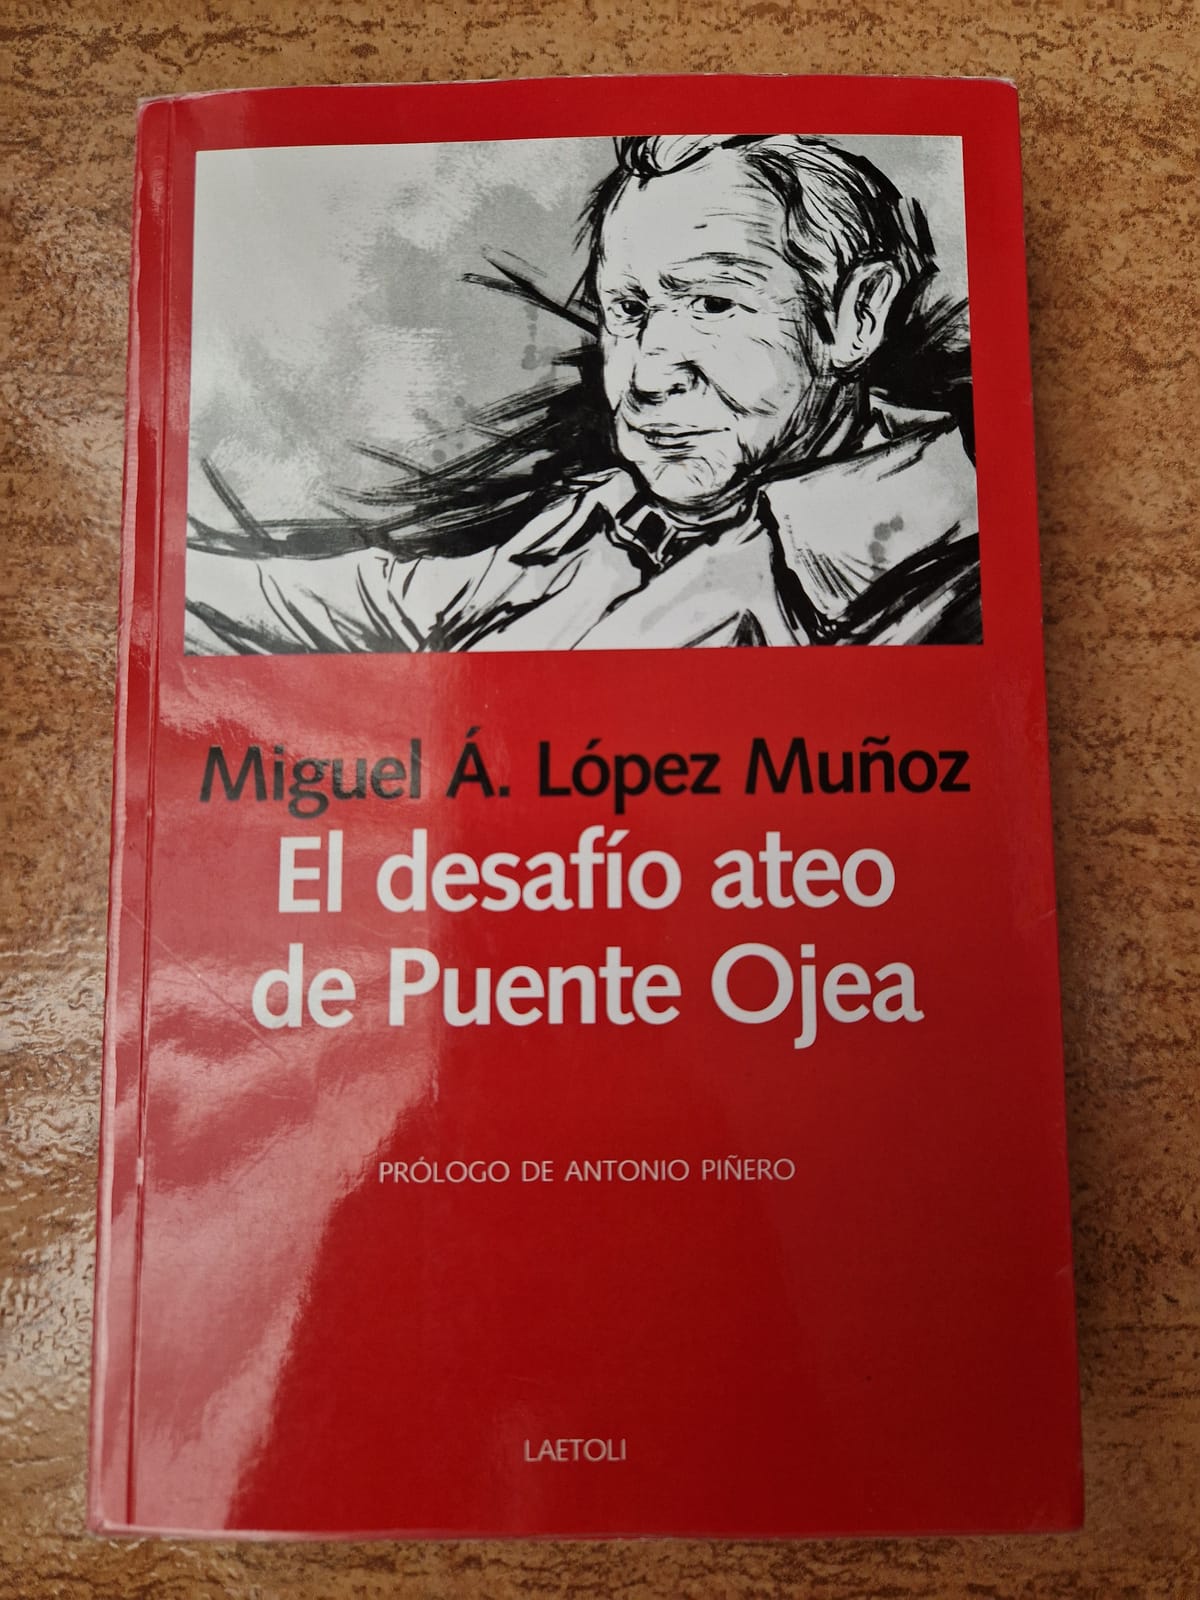 Miguel Á. López Muñoz
El desafío ateo
de Puente Ojea
PRÓLOGO DE ANTONIO PIÑERO
LAETOLI